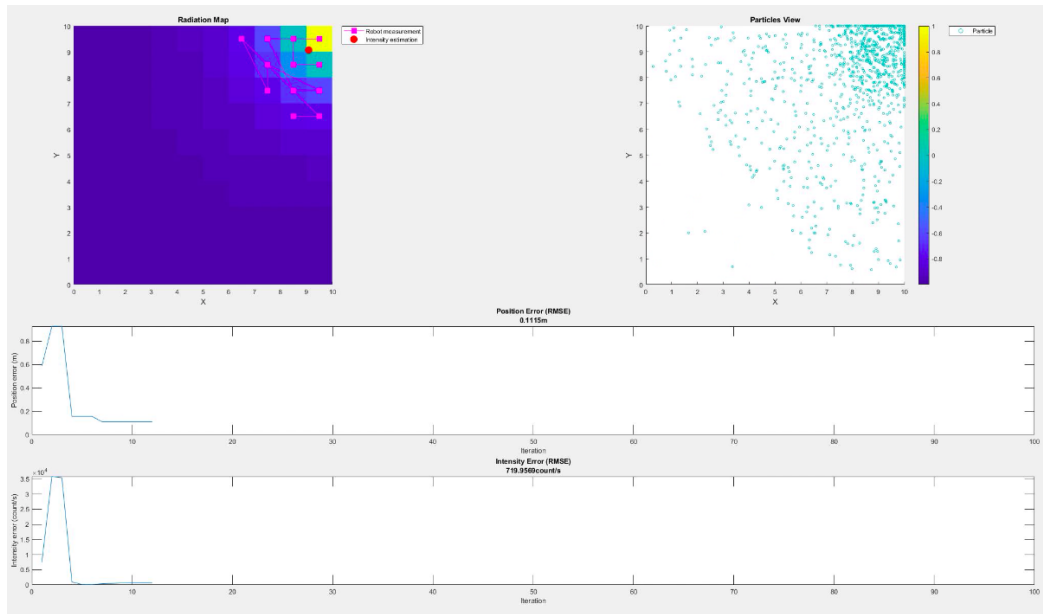 Radiation Map
Robot measurement
Intensity estimation
Y
10
9
8
7
6
5
4
3
2
1
0
0 1 2 3 4 5 6 7 8 9 10
X
Particles View
Particle
Y
10
9
8
7
6
5
4
3
2
1
0
0 1 2 3 4 5 6 7 8 9 10
X
1
0.8
0.6
0.4
0.2
0
-0.2
-0.4
-0.6
-0.8
Position Error (RMSE)
0.1115m
Position error (m)
0.8
0.6
0.4
0.2
0
0 10 20 30 40 50 60 70 80 90 100
Iteration
Intensity Error (RMSE)
719.9569count/s
×10⁴
Intensity error (count/s)
3.5
3
2.5
2
1.5
1
0.5
0
0 10 20 30 40 50 60 70 80 90 100
Iteration